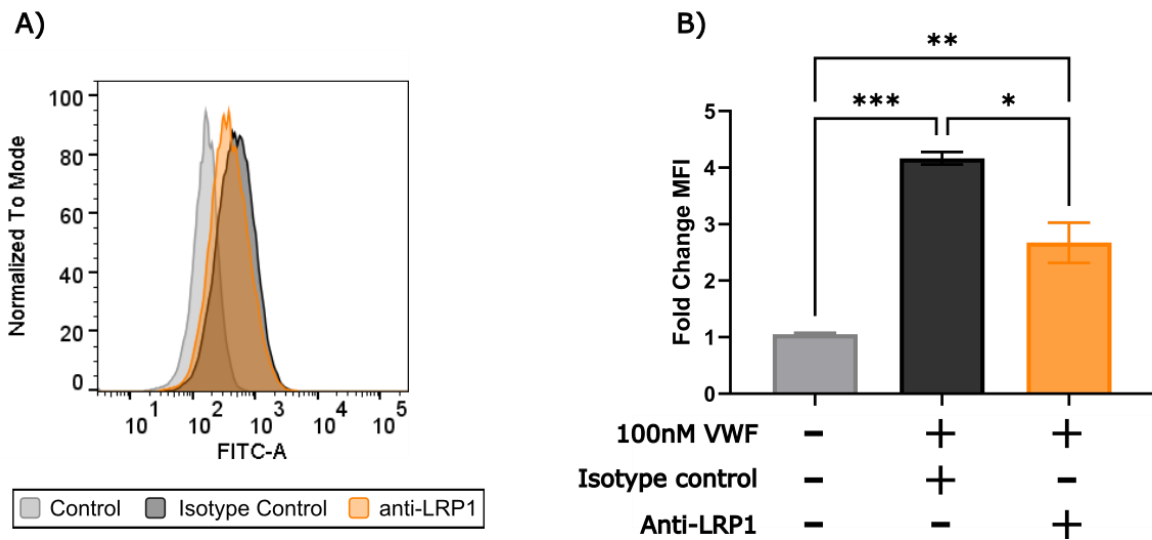 A)
Normalized To Mode
100
80
60
40
20
0
10^1 10^2 10^3 10^4 10^5
FITC-A
Control Isotype Control anti-LRP1
B)
**
*** *
Fold Change MFI
5
4
3
2
1
0
100nM VWF - + +
Isotype control - + -
Anti-LRP1 - - +